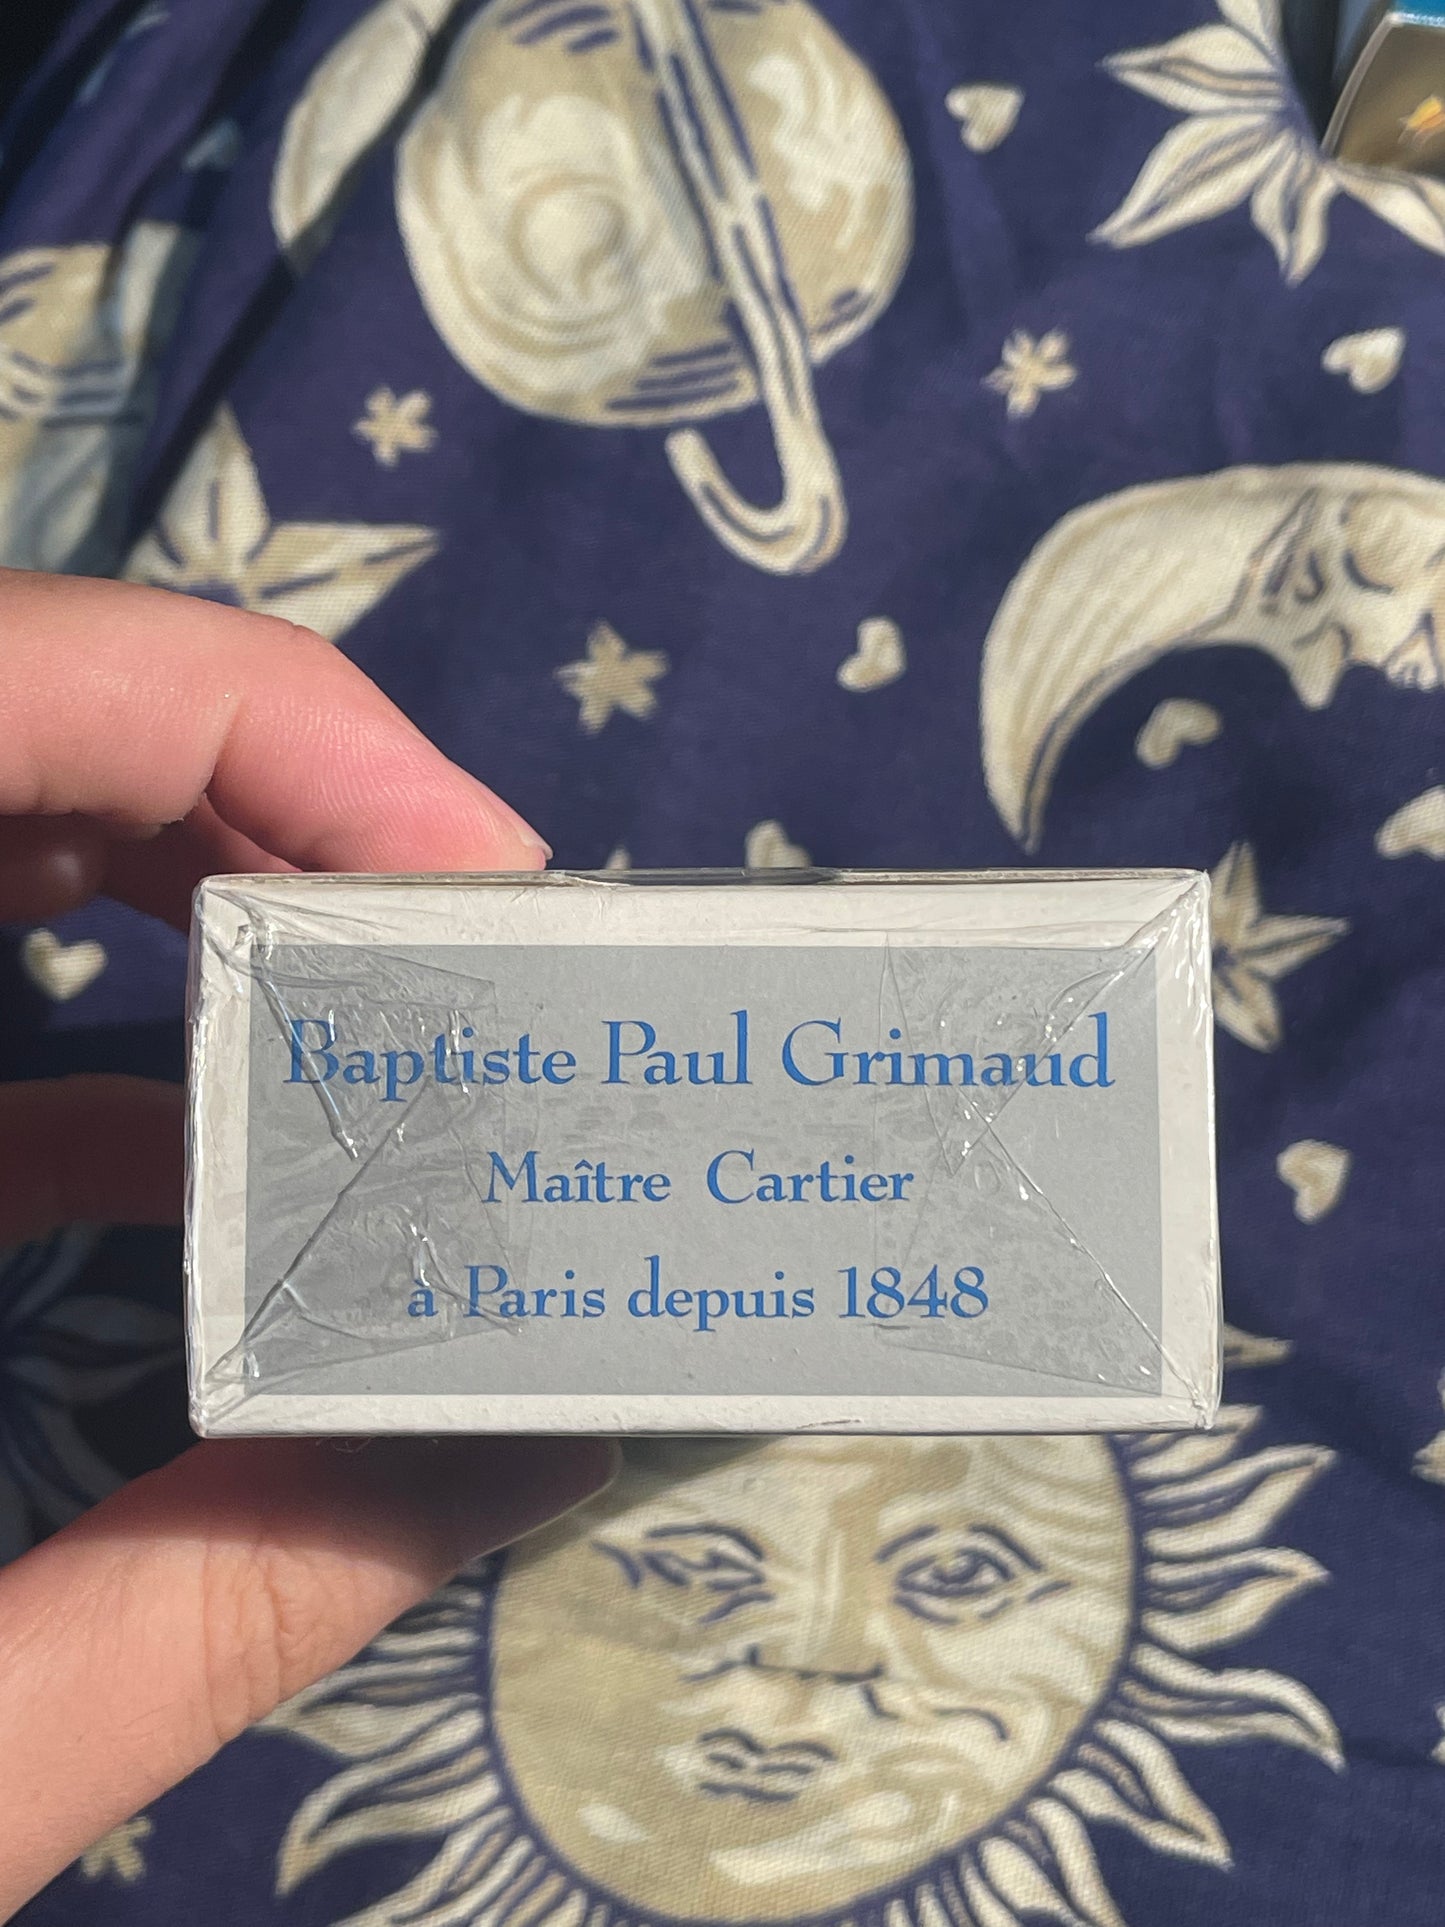 Baptiste Paul Grimaud
Maître Cartier
à Paris depuis 1848